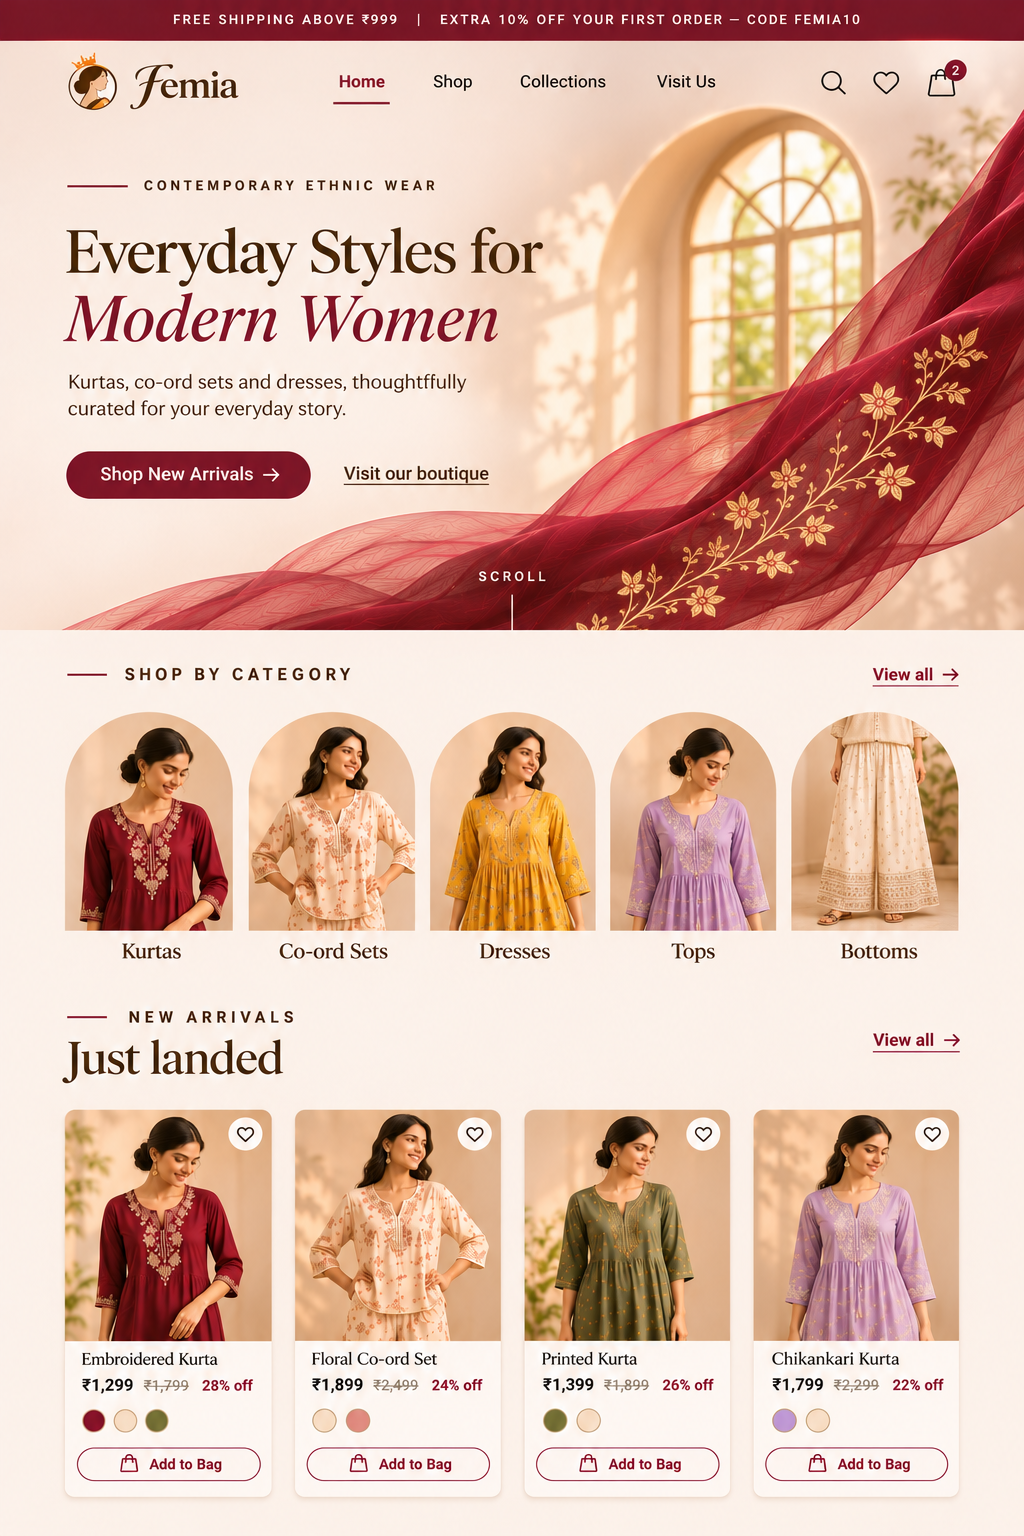 FREE SHIPPING ABOVE ₹999 | EXTRA 10% OFF YOUR FIRST ORDER — CODE FEMIA10
Femia
Home Shop Collections Visit Us
2
CONTEMPORARY ETHNIC WEAR
Everyday Styles for
Modern Women
Kurtas, co-ord sets and dresses, thoughtffully
curated for your everyday story.
Shop New Arrivals → Visit our boutique
SCROLL
SHOP BY CATEGORY
View all →
Kurtas Co-ord Sets Dresses Tops Bottoms
NEW ARRIVALS
Just landed
View all →
Embroidered Kurta
₹1,299 ₹1,799 28% off
Add to Bag
Floral Co-ord Set
₹1,899 ₹2,499 24% off
Add to Bag
Printed Kurta
₹1,399 ₹1,899 26% off
Add to Bag
Chikankari Kurta
₹1,799 ₹2,299 22% off
Add to Bag